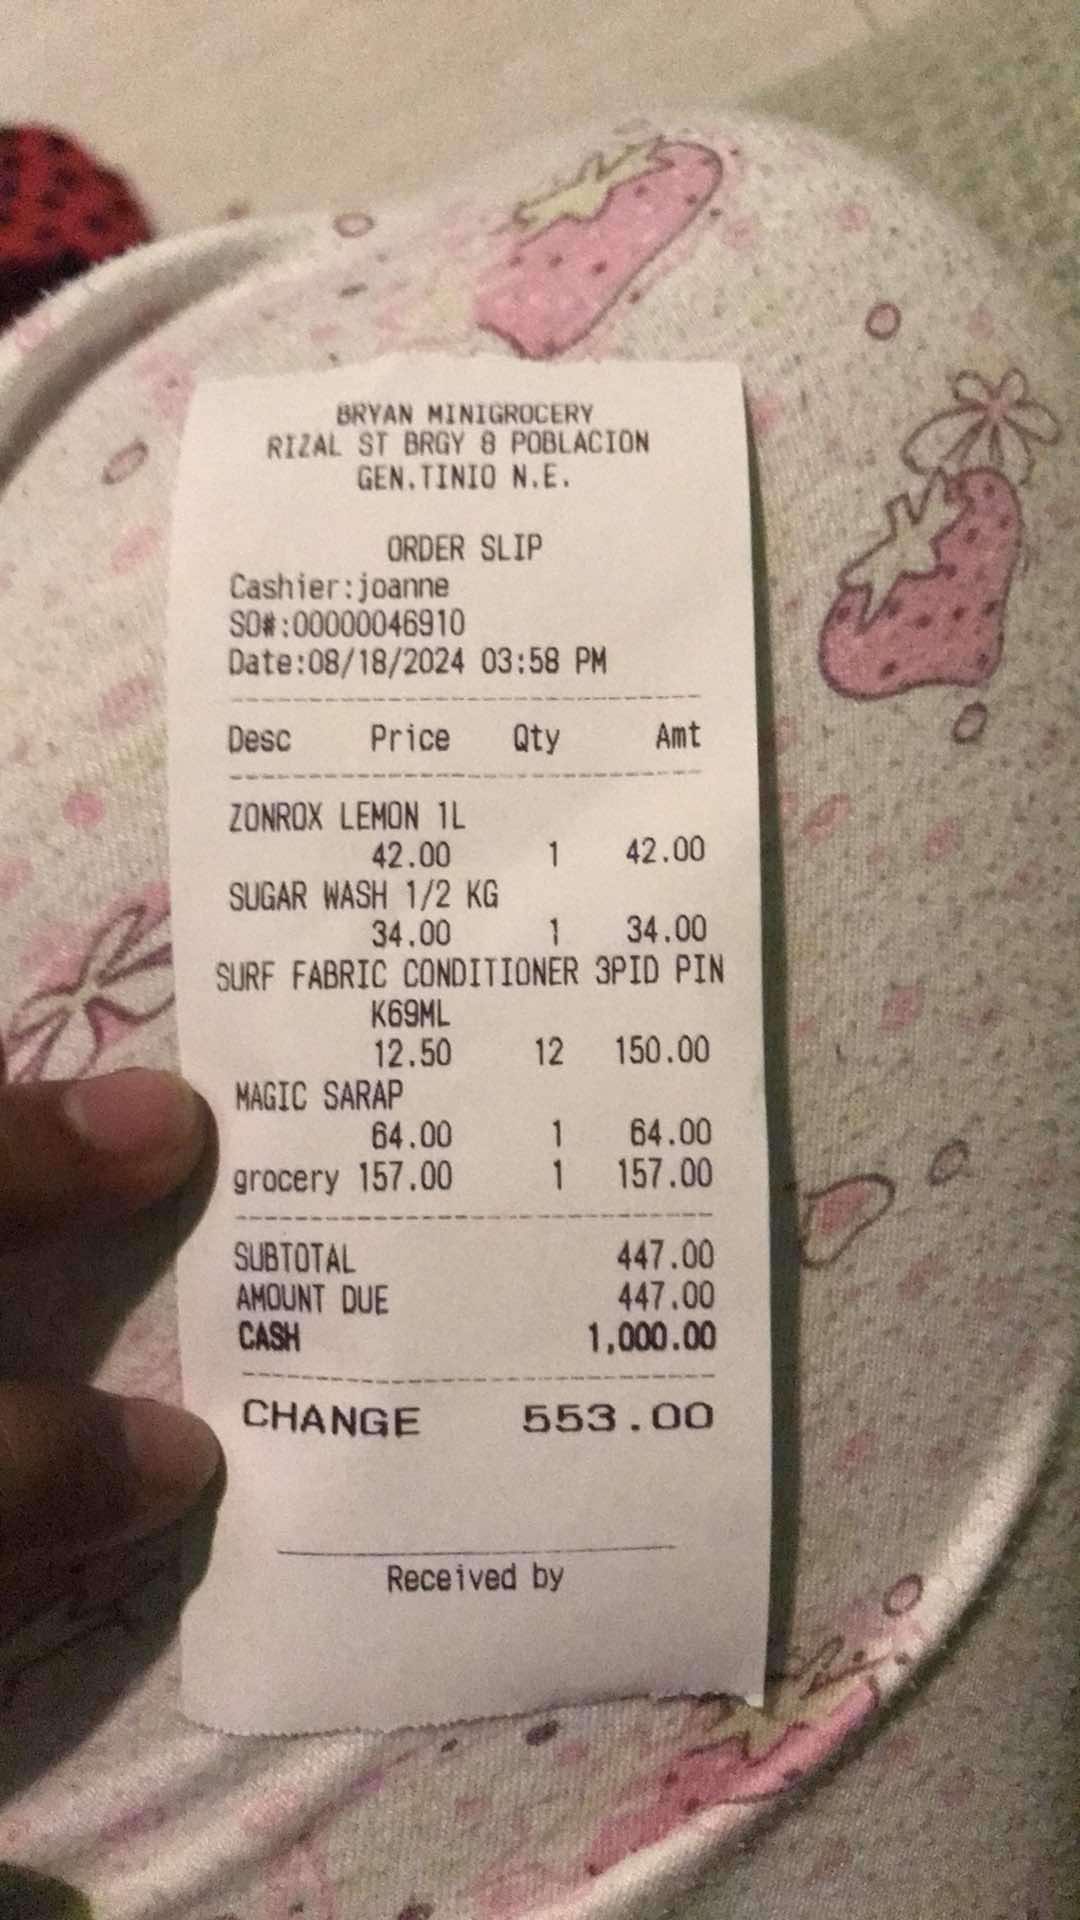 BRYAN MINIGROCERY
RIZAL ST BRGY 8 POBLACION
GEN.TINIO N.E.
ORDER SLIP
Cashier:joanne
SO#:00000046910
Date:08/18/2024 03:58 PM
Desc Price Qty Amt
ZONROX LEMON 1L
42.00 1 42.00
SUGAR WASH 1/2 KG
34.00 1 34.00
SURF FABRIC CONDITIONER 3PID PIN
K69ML
12.50 12 150.00
MAGIC SARAP
64.00 1 64.00
grocery 157.00 1 157.00
SUBTOTAL 447.00
AMOUNT DUE 447.00
CASH 1,000.00
CHANGE 553.00
Received by